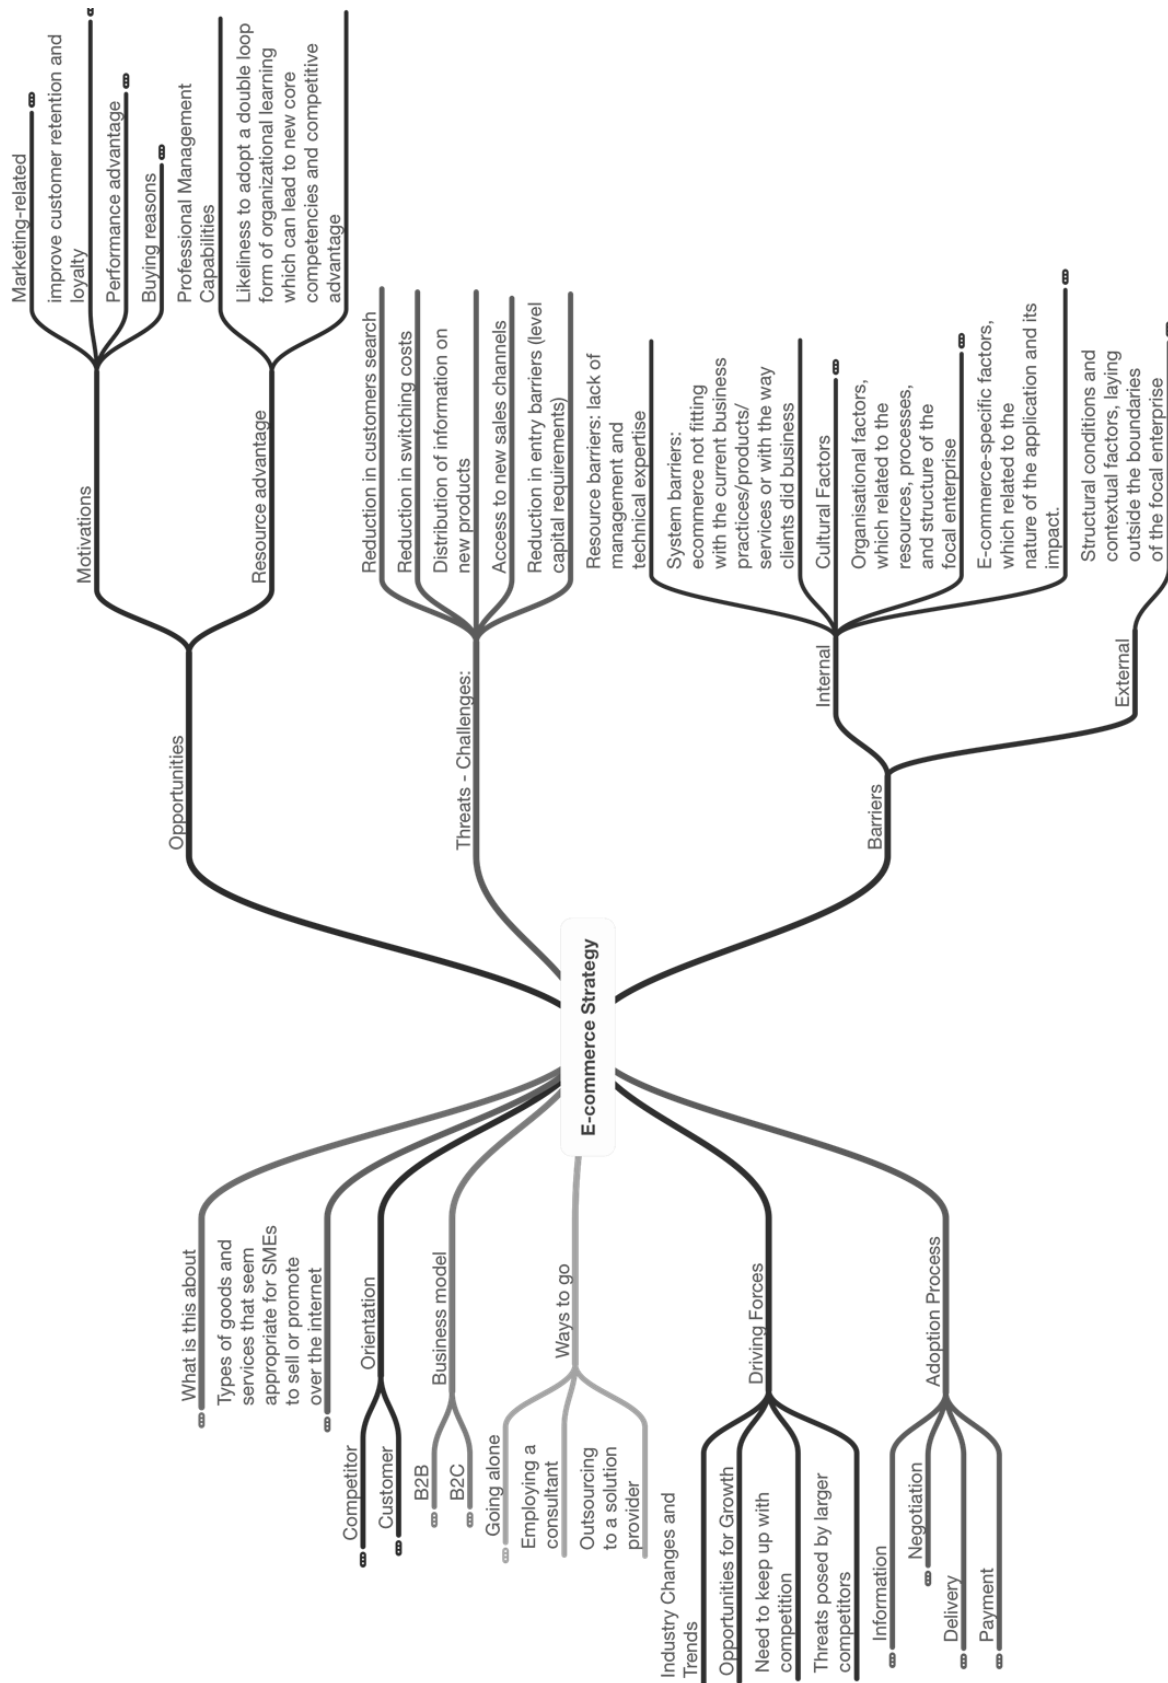 Marketing-related
improve customer retention and
loyalty
Performance advantage
Buying reasons
Motivations
Professional Management
Capabilities
Likeliness to adopt a double loop
form of organizational learning
which can lead to new core
competencies and competitive
advantage
Resource advantage
Opportunities
Reduction in customers search
Reduction in switching costs
Distribution of information on
new products
Access to new sales channels
Reduction in entry barriers (level
capital requirements)
Threats - Challenges:
Resource barriers: lack of
management and
technical expertise
System barriers:
ecommerce not fitting
with the current business
practices/products/
services or with the way
clients did business
Cultural Factors
Organisational factors,
which related to the
resources, processes,
and structure of the
focal enterprise
E-commerce-specific factors,
which related to the
nature of the application and its
impact.
Internal
Structural conditions and
contextual factors, laying
outside the boundaries
of the focal enterprise
External
Barriers
E-commerce Strategy
What is this about
Types of goods and
services that seem
appropriate for SMEs
to sell or promote
over the internet
Orientation
Competitor
Customer
Business model
B2B
B2C
Ways to go
Going alone
Employing a
consultant
Outsourcing
to a solution
provider
Driving Forces
Industry Changes and
Trends
Opportunities for Growth
Need to keep up with
competition
Threats posed by larger
competitors
Adoption Process
Information
Negotiation
Delivery
Payment